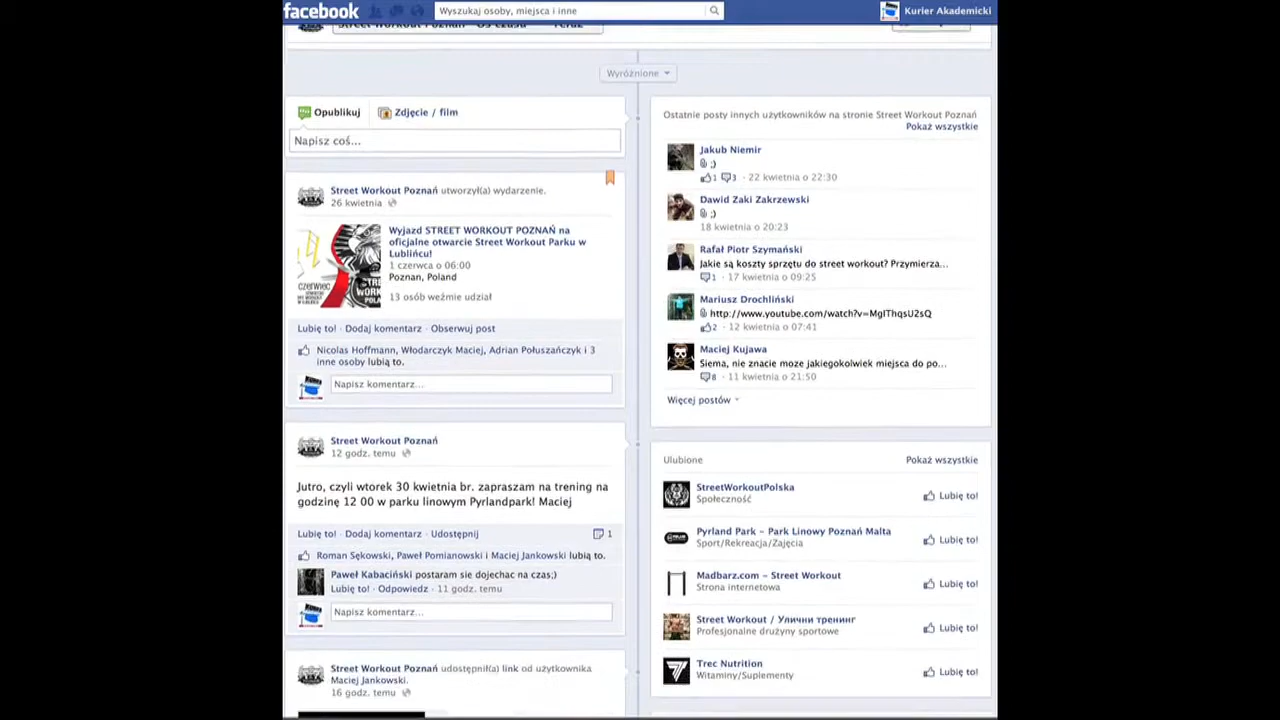 facebook
Wyszukaj osoby, miejsca i inne
Kurier Akademicki
Street Workout Poznań
Wyróżnione
Opublikuj
Zdjęcie / film
Napisz coś...
Street Workout Poznań utworzył(a) wydarzenie.
26 kwietnia
Wyjazd STREET WORKOUT POZNAŃ na
oficjalne otwarcie Street Workout Parku w
Lublińcu!
1 czerwca o 06:00
Poznan, Poland
13 osób weźmie udział
Lubię to! · Dodaj komentarz · Obserwuj post
Nicolas Hoffmann, Włodarczyk Maciej, Adrian Połuszańczyk i 3
inne osoby lubią to.
Napisz komentarz...
Street Workout Poznań
12 godz. temu
Jutro, czyli wtorek 30 kwietnia br. zapraszam na trening na
godzinę 12 00 w parku linowym Pyrlandpark! Maciej
Lubię to! · Dodaj komentarz · Udostępnij
1
Roman Sękowski, Paweł Pomianowski i Maciej Jankowski lubią to.
Paweł Kabaciński postaram sie dojechac na czas;)
Lubię to! · Odpowiedz · 11 godz. temu
Napisz komentarz...
Street Workout Poznań udostępnił(a) link od użytkownika
Maciej Jankowski.
16 godz. temu
Ostatnie posty innych użytkowników na stronie Street Workout Poznań
Pokaż wszystkie
Jakub Niemir
;)
1 3 · 22 kwietnia o 22:30
Dawid Zaki Zakrzewski
;)
18 kwietnia o 20:23
Rafał Piotr Szymański
Jakie są koszty sprzętu do street workout? Przymierza...
1 · 17 kwietnia o 09:25
Mariusz Drochliński
http://www.youtube.com/watch?v=MgIThqsU2sQ
2 · 12 kwietnia o 07:41
Maciej Kujawa
Siema, nie znacie moze jakiegokolwiek miejsca do po...
8 · 11 kwietnia o 21:50
Więcej postów
Ulubione
Pokaż wszystkie
StreetWorkoutPolska
Społeczność
Lubię to!
Pyrland Park – Park Linowy Poznań Malta
Sport/Rekreacja/Zajęcia
Lubię to!
Madbarz.com – Street Workout
Strona internetowa
Lubię to!
Street Workout / Улични тренинг
Profesjonalne drużyny sportowe
Lubię to!
Trec Nutrition
Witaminy/Suplementy
Lubię to!